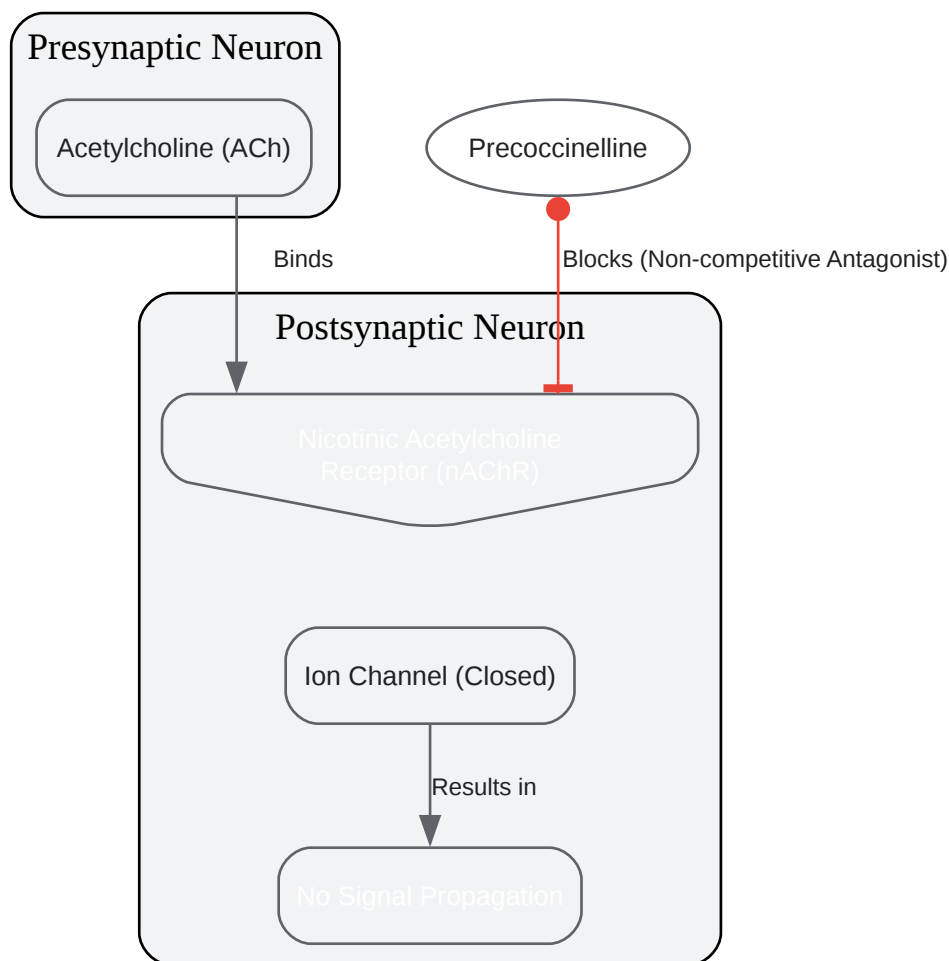 Presynaptic Neuron
Acetylcholine (ACh)
Precoccinelline
Binds
Blocks (Non-competitive Antagonist)
Postsynaptic Neuron
Nicotinic Acetylcholine
Receptor (nAChR)
Ion Channel (Closed)
Results in
No Signal Propagation